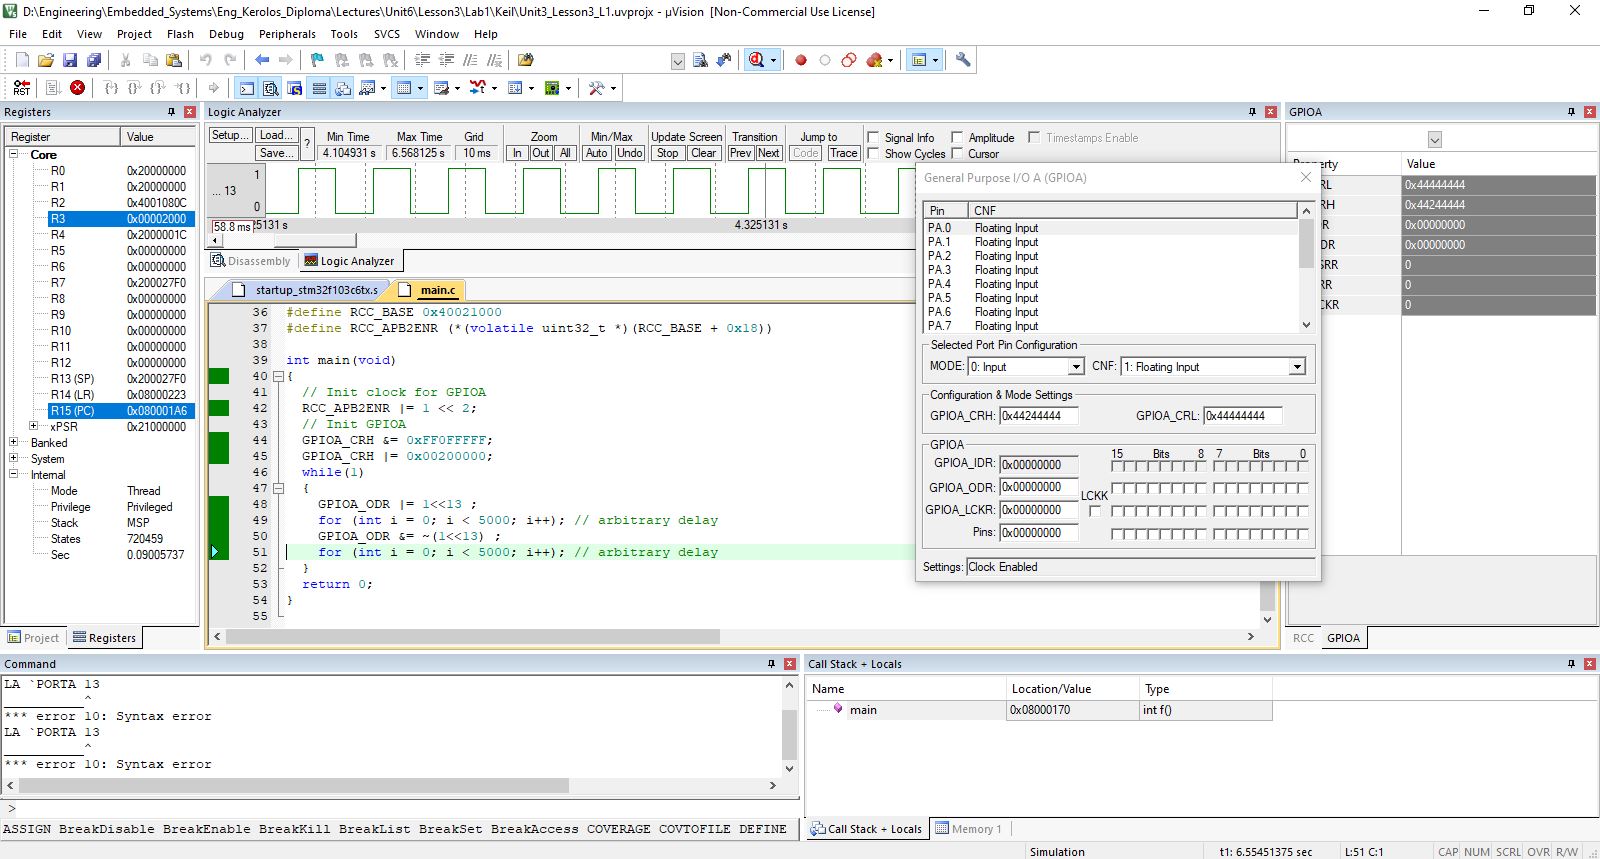 D:\Engineering\Embedded_Systems\Eng_Kerolos_Diploma\Lectures\Unit6\Lesson3\Lab1\Keil\Unit3_Lesson3_L1.uvprojx - µVision  [Non-Commercial Use License]
File Edit View Project Flash Debug Peripherals Tools SVCS Window Help
RST
Registers
Register Value
Core
R0 0x20000000
R1 0x20000000
R2 0x4001080C
R3 0x00002000
R4 0x2000001C
R5 0x00000000
R6 0x00000000
R7 0x200027F0
R8 0x00000000
R9 0x00000000
R10 0x00000000
R11 0x00000000
R12 0x00000000
R13 (SP) 0x200027F0
R14 (LR) 0x08000223
R15 (PC) 0x080001A6
xPSR 0x21000000
Banked
System
Internal
Mode Thread
Privilege Privileged
Stack MSP
States 720459
Sec 0.09005737
Project Registers
Logic Analyzer
Setup... Load... Save... ?
Min Time Max Time Grid Zoom Min/Max Update Screen Transition Jump to
4.104931 s 6.568125 s 10 ms In Out All Auto Undo Stop Clear Prev Next Code Trace
Signal Info Amplitude Timestamps Enable
Show Cycles Cursor
1
... 13
0
58.8 ms 25131 s 4.325131 s
Disassembly Logic Analyzer
startup_stm32f103c6tx.s main.c
36 #define RCC_BASE 0x40021000
37 #define RCC_APB2ENR (*(volatile uint32_t *)(RCC_BASE + 0x18))
38
39 int main(void)
40 {
41 // Init clock for GPIOA
42 RCC_APB2ENR |= 1 << 2;
43 // Init GPIOA
44 GPIOA_CRH &= 0xFF0FFFFF;
45 GPIOA_CRH |= 0x00200000;
46 while(1)
47 {
48 GPIOA_ODR |= 1<<13 ;
49 for (int i = 0; i < 5000; i++); // arbitrary delay
50 GPIOA_ODR &= ~(1<<13) ;
51 for (int i = 0; i < 5000; i++); // arbitrary delay
52 }
53 return 0;
54 }
55
General Purpose I/O A (GPIOA)
Pin CNF
PA.0 Floating Input
PA.1 Floating Input
PA.2 Floating Input
PA.3 Floating Input
PA.4 Floating Input
PA.5 Floating Input
PA.6 Floating Input
PA.7 Floating Input
Selected Port Pin Configuration
MODE: 0: Input CNF: 1: Floating Input
Configuration & Mode Settings
GPIOA_CRH: 0x44244444 GPIOA_CRL: 0x44444444
GPIOA
15 Bits 8 7 Bits 0
GPIOA_IDR: 0x00000000
GPIOA_ODR: 0x00000000
LCKK
GPIOA_LCKR: 0x00000000
Pins: 0x00000000
Settings: Clock Enabled
GPIOA
Property Value
RL 0x44444444
RH 0x44244444
R 0x00000000
DR 0x00000000
SRR 0
RR 0
CKR 0
RCC GPIOA
Command
LA `PORTA 13
__________^
*** error 10: Syntax error
LA `PORTA 13
__________^
*** error 10: Syntax error
>
ASSIGN BreakDisable BreakEnable BreakKill BreakList BreakSet BreakAccess COVERAGE COVTOFILE DEFINE
Call Stack + Locals
Name Location/Value Type
main 0x08000170 int f()
Call Stack + Locals Memory 1
Simulation t1: 6.55451375 sec L:51 C:1 CAP NUM SCRL OVR R/W